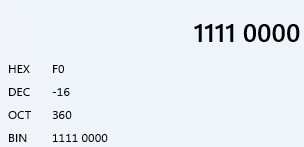 1111 0000
HEX F0
DEC -16
OCT 360
BIN 1111 0000